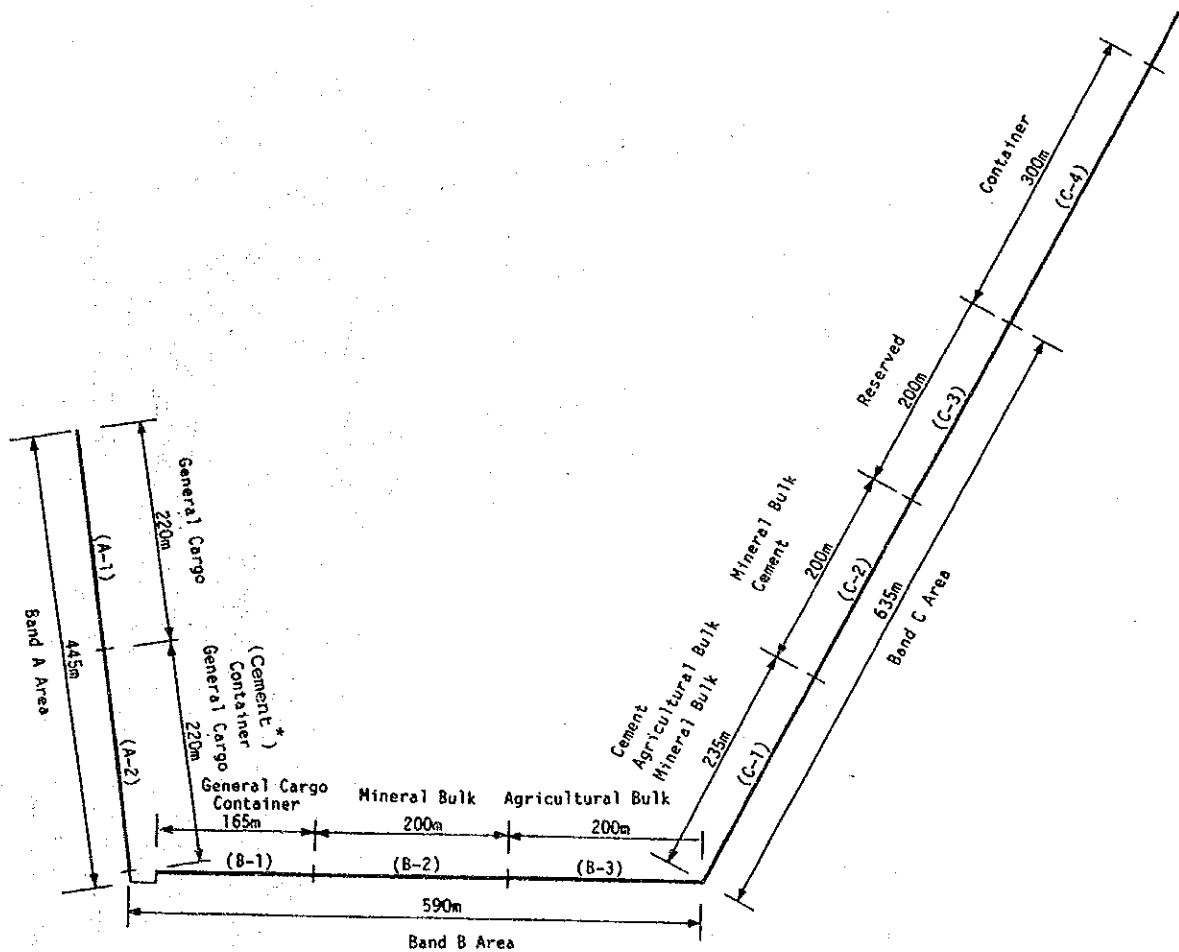 Container
300m
(C-4)
Reserved
200m
(C-3)
Mineral Bulk
Cement
200m
(C-2)
635m
Band C Area
Cement
Agricultural Bulk
Mineral Bulk
235m
(C-1)
General Cargo
220m
(A-1)
Band A Area
445m
(Cement*)
Container
General Cargo
220m
(A-2)
General Cargo
Container
165m
(B-1)
Mineral Bulk
200m
(B-2)
Agricultural Bulk
200m
(B-3)
590m
Band B Area